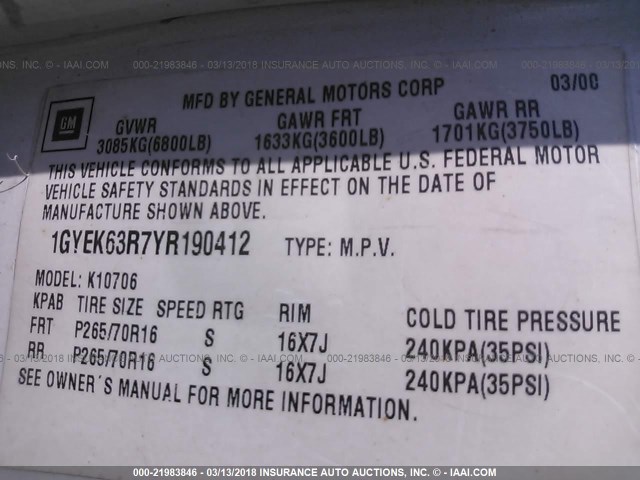 000-21983846 - 03/13/2018 INSURANCE AUTO AUCTIONS, INC. - © - IAAI.COM
GM
MFD BY GENERAL MOTORS CORP 03/00
GVWR GAWR FRT GAWR RR
3085KG(6800LB) 1633KG(3600LB) 1701KG(3750LB)
THIS VEHICLE CONFORMS TO ALL APPLICABLE U.S. FEDERAL MOTOR
VEHICLE SAFETY STANDARDS IN EFFECT ON THE DATE OF
MANUFACTURE SHOWN ABOVE.
1GYEK63R7YR190412 TYPE: M.P.V.
MODEL: K10706
KPAB TIRE SIZE SPEED RTG RIM COLD TIRE PRESSURE
FRT P265/70R16 S 16X7J 240KPA(35PSI)
RR P265/70R16 S 16X7J 240KPA(35PSI)
SEE OWNER'S MANUAL FOR MORE INFORMATION.
000-21983846 - 03/13/2018 INSURANCE AUTO AUCTIONS, INC. - © - IAAI.COM